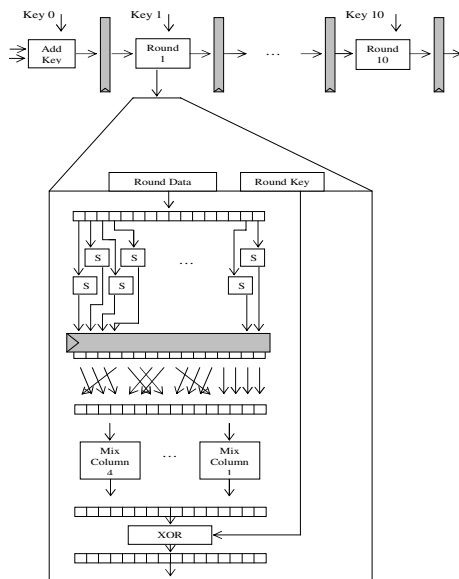 Key 0
Key 1
Key 10
Add
Key
Round
1
...
Round
10
Round Data
Round Key
S
S
S
...
S
S
S
Mix
Column
4
...
Mix
Column
1
XOR